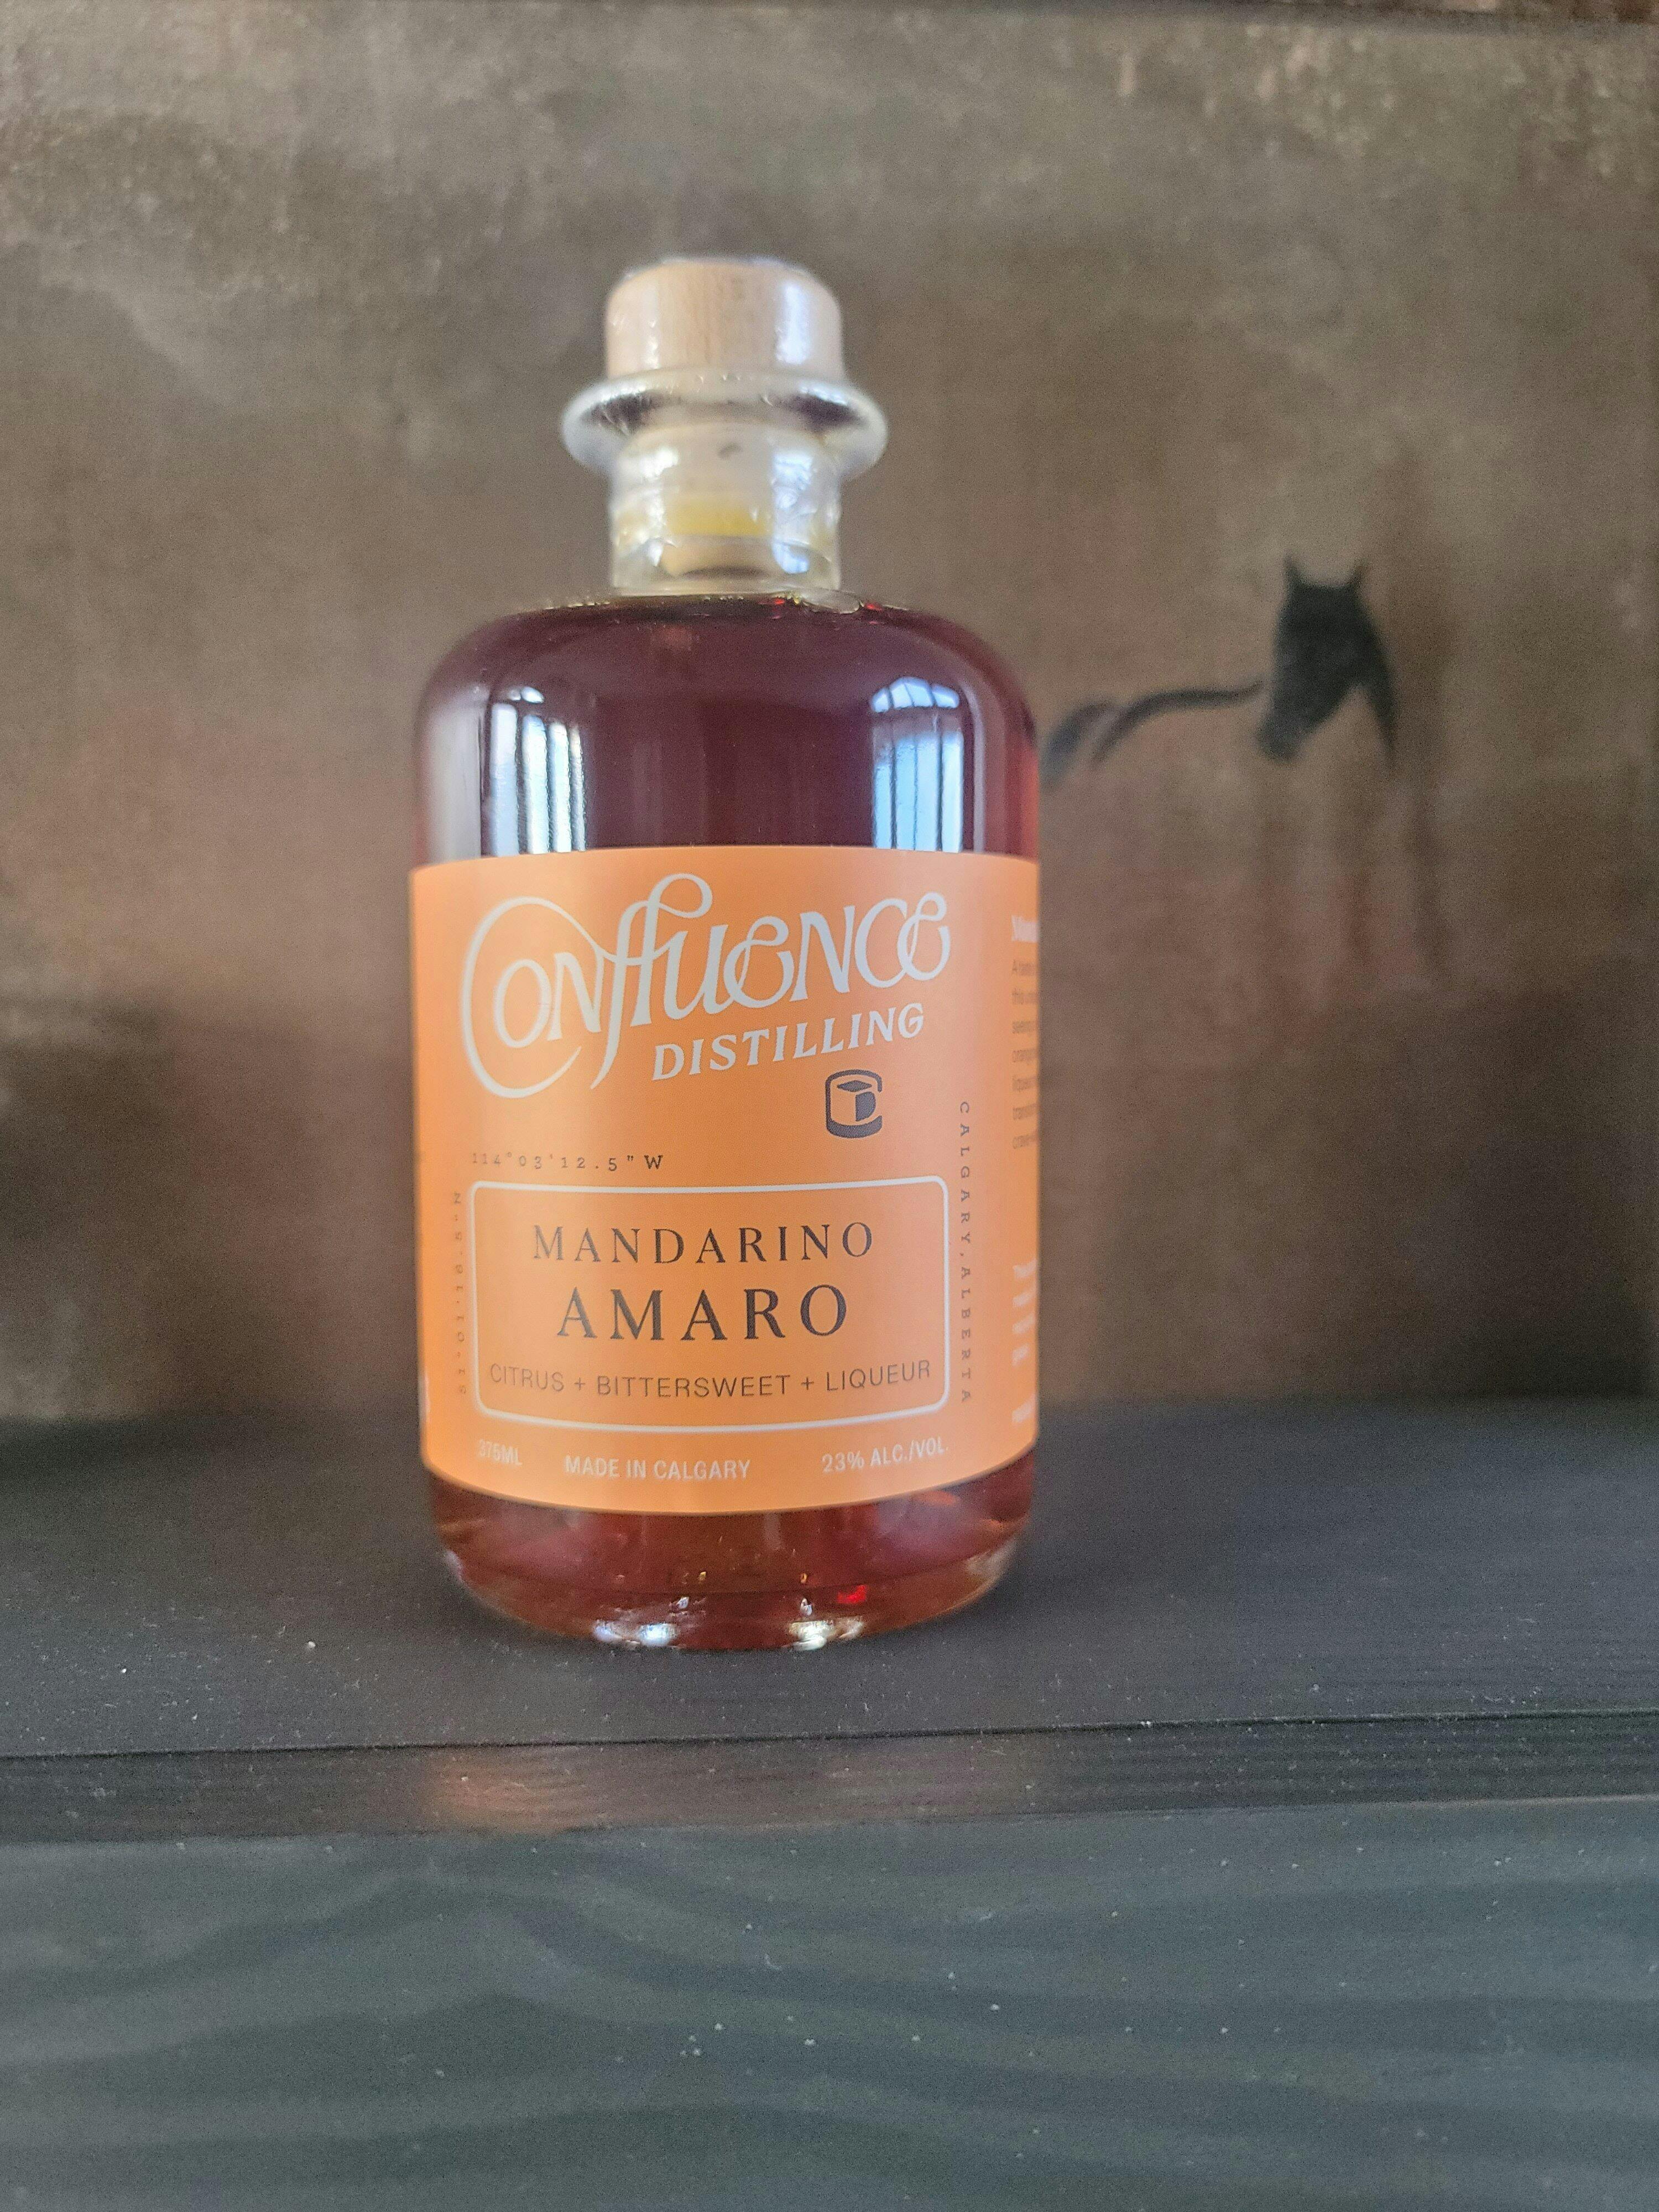 CONFLUENCE
DISTILLING
114°03'12.5"W
CALGARY, ALBERTA
MANDARINO
AMARO
CITRUS + BITTERSWEET + LIQUEUR
375ML MADE IN CALGARY 23% ALC./VOL.